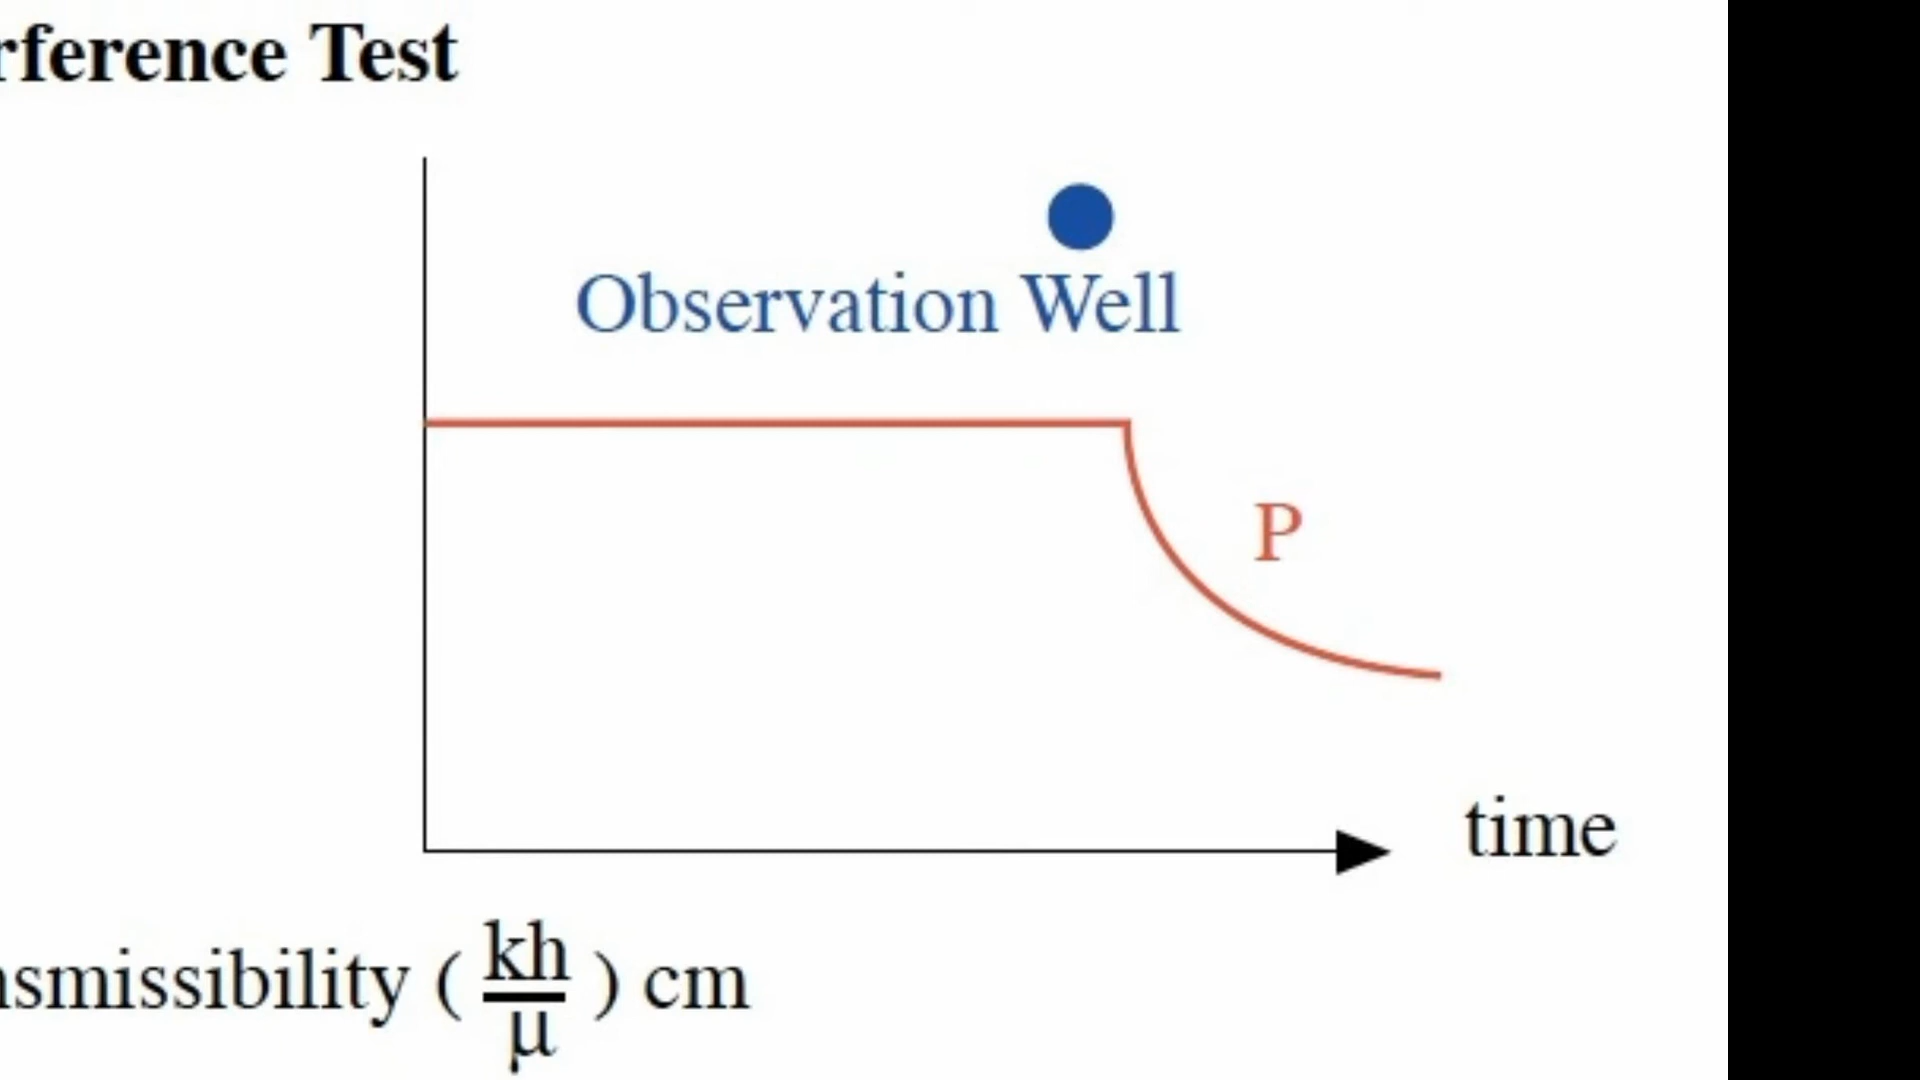 rference Test
Observation Well
P
time
nsmissibility ( kh/μ ) cm